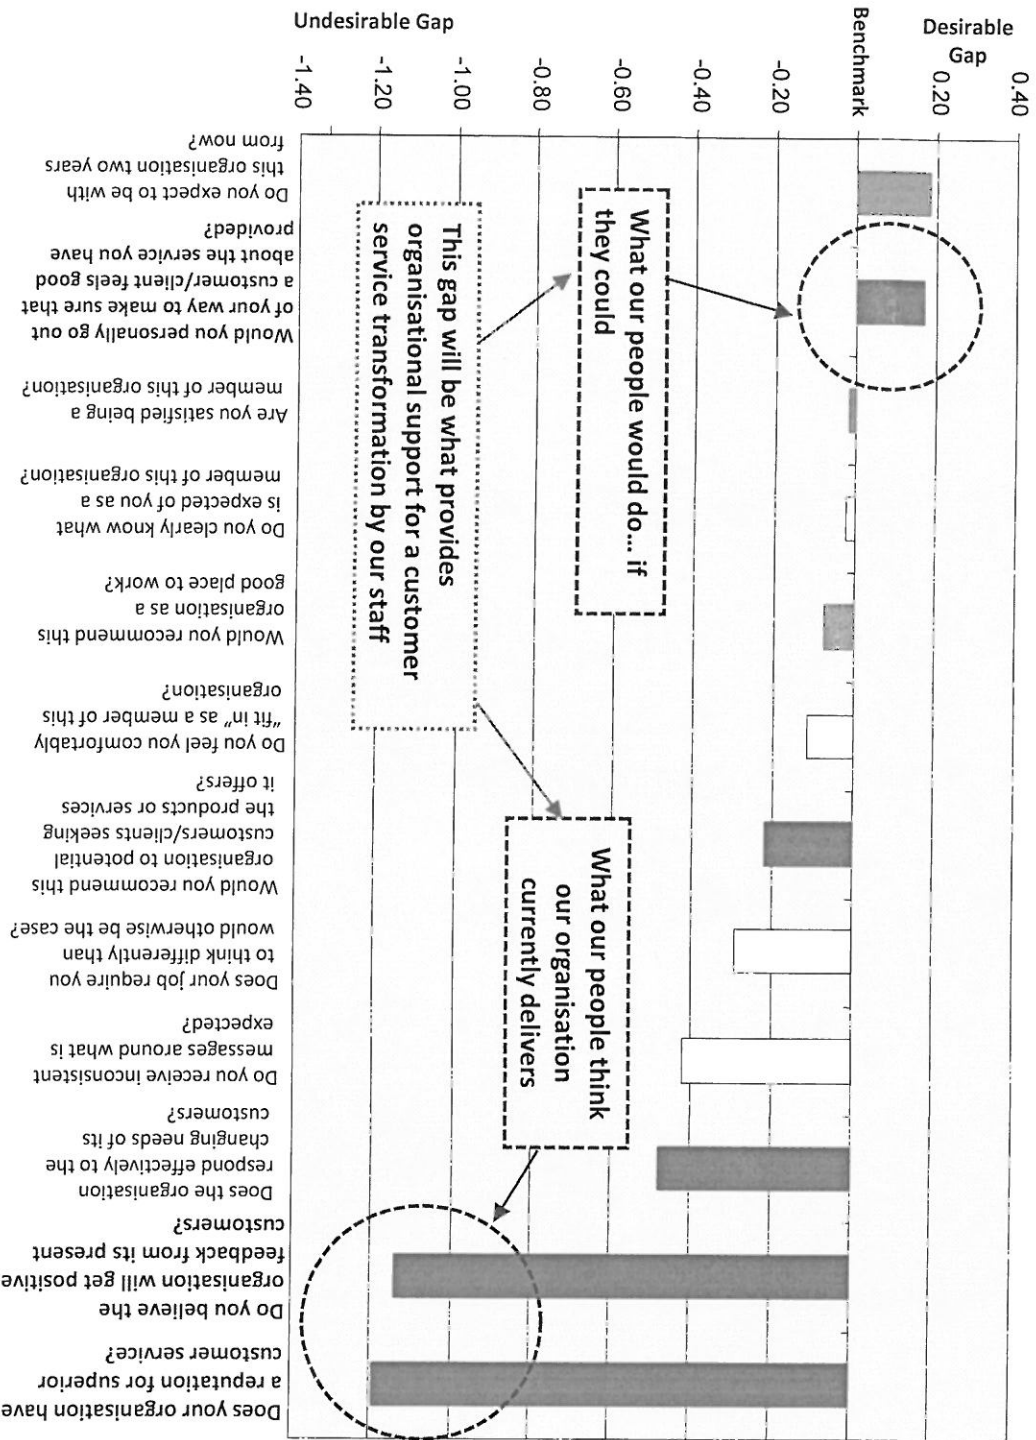 Desirable
Gap
0.40
0.20
Benchmark
-0.20
-0.40
-0.60
-0.80
-1.00
-1.20
-1.40
Undesirable Gap
What our people would do... if
they could
This gap will be what provides
organisational support for a customer
service transformation by our staff
What our people think
our organisation
currently delivers
Do you expect to be with
this organisation two years
from now?
Would you personally go out
of your way to make sure that
a customer/client feels good
about the service you have
provided?
Are you satisfied being a
member of this organisation?
Do you clearly know what
is expected of you as a
member of this organisation?
Would you recommend this
organisation as a
good place to work?
Do you feel you comfortably
"fit in" as a member of this
organisation?
Would you recommend this
organisation to potential
customers/clients seeking
the products or services
it offers?
Does your job require you
to think differently than
would otherwise be the case?
Do you receive inconsistent
messages around what is
expected?
Does the organisation
respond effectively to the
changing needs of its
customers?
Do you believe the
organisation will get positive
feedback from its present
customers?
Does your organisation have
a reputation for superior
customer service?